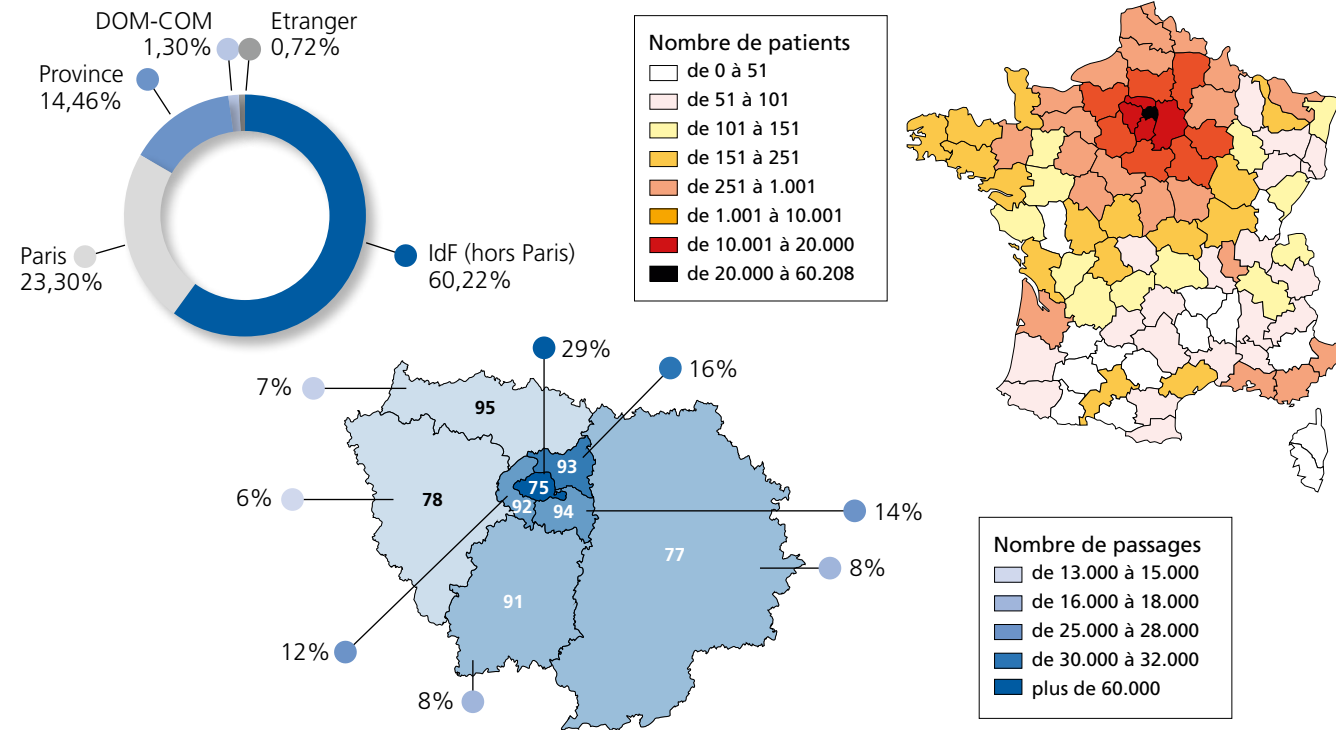 DOM-COM
1,30%
Etranger
0,72%
Province
14,46%
Paris
23,30%
IdF (hors Paris)
60,22%
Nombre de patients
de 0 à 51
de 51 à 101
de 101 à 151
de 151 à 251
de 251 à 1.001
de 1.001 à 10.001
de 10.001 à 20.000
de 20.000 à 60.208
29%
16%
7%
95
93
75
6%
78
92
94
14%
77
8%
91
12%
8%
Nombre de passages
de 13.000 à 15.000
de 16.000 à 18.000
de 25.000 à 28.000
de 30.000 à 32.000
plus de 60.000